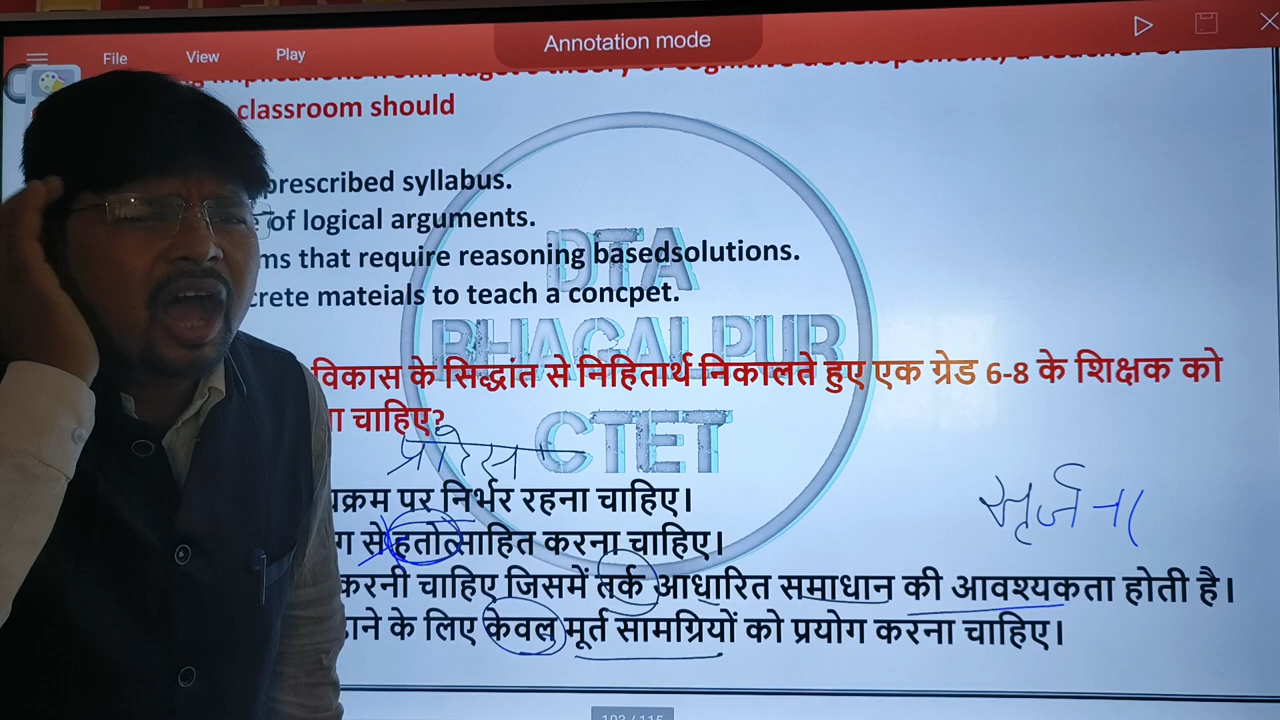 File View Play Annotation mode
classroom should
prescribed syllabus.
of logical arguments.
ms that require reasoning basedsolutions.
crete mateials to teach a concpet.
DTA
BHAGALPUR
CTET
विकास के सिद्धांत से निहितार्थ निकालते हुए एक ग्रेड 6-8 के शिक्षक को
चाहिए?
क्रम पर निर्भर रहना चाहिए।
से हतोत्साहित करना चाहिए।
करनी चाहिए जिसमें तर्क आधारित समाधान की आवश्यकता होती है।
के लिए केवल मूर्त सामग्रियों को प्रयोग करना चाहिए।